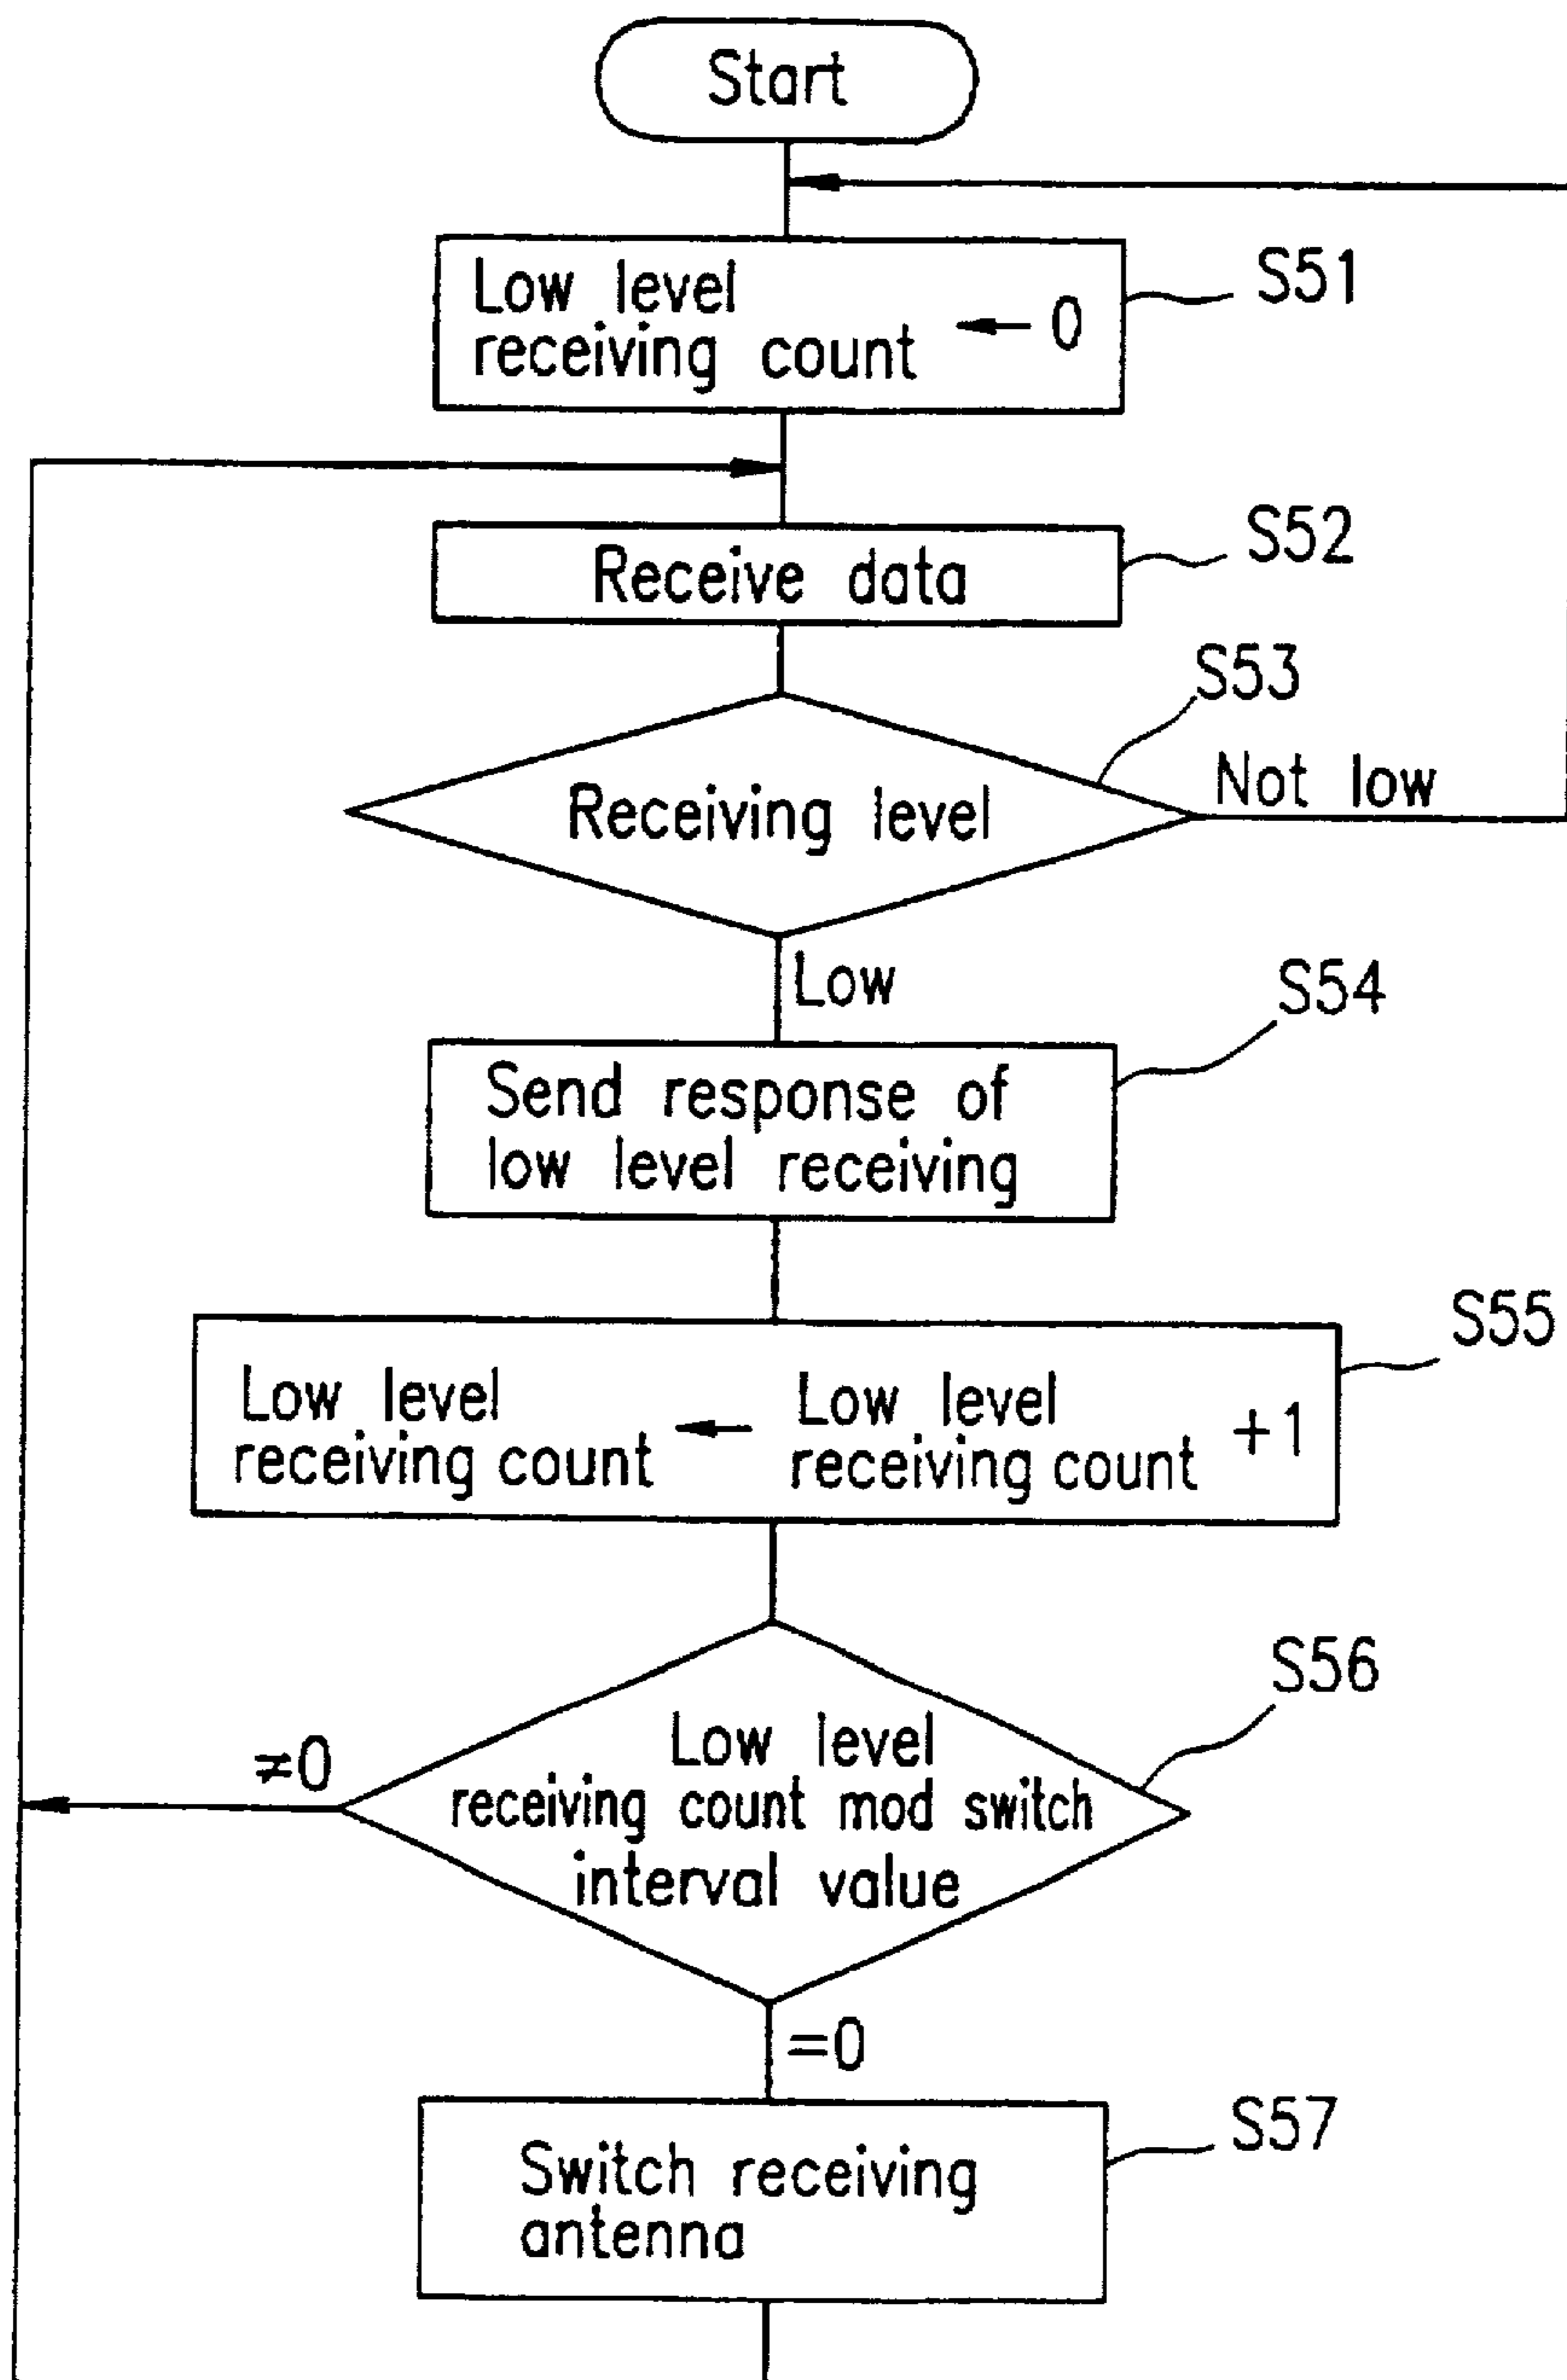 Start
Low level
receiving count ← 0
S51
Receive data
S52
S53
Receiving level
Not low
Low
S54
Send response of
low level receiving
S55
Low level
receiving count ← Low level
receiving count +1
S56
Low level
receiving count mod switch
interval value
≠0
=0
S57
Switch receiving
antenna